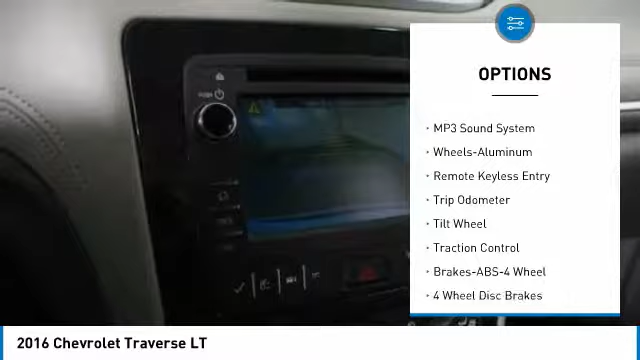 OPTIONS
• MP3 Sound System
• Wheels-Aluminum
• Remote Keyless Entry
• Trip Odometer
• Tilt Wheel
• Traction Control
• Brakes-ABS-4 Wheel
• 4 Wheel Disc Brakes
2016 Chevrolet Traverse LT